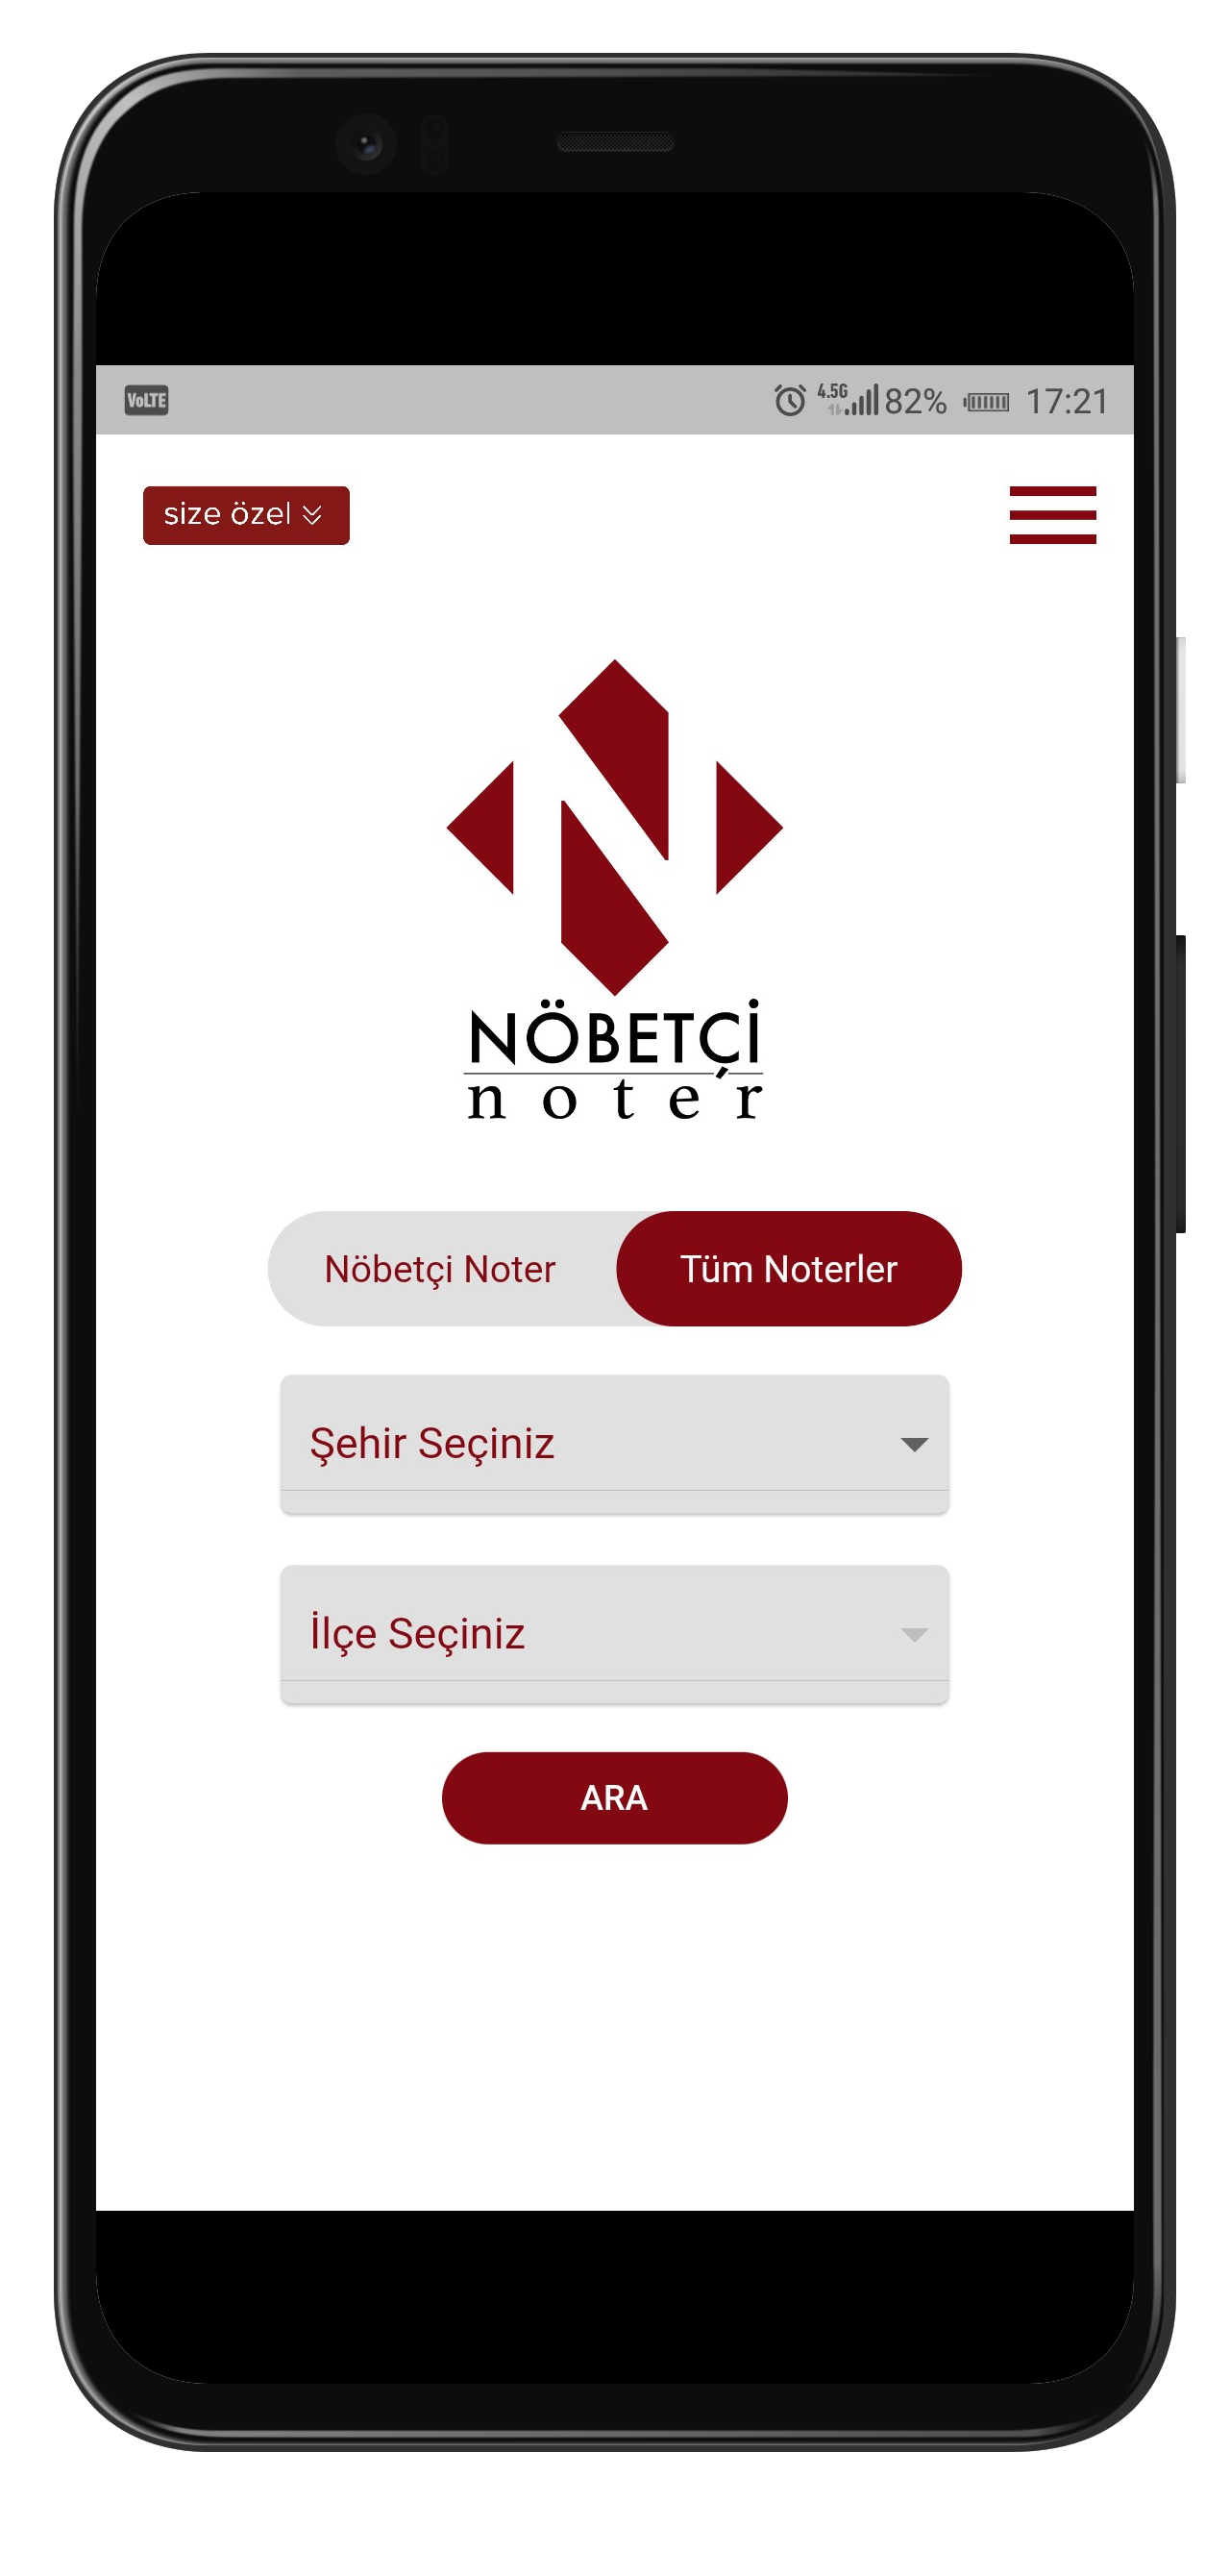 VoLTE 4.5G 82% 17:21
size özel
NÖBETÇİ
noter
Nöbetçi Noter Tüm Noterler
Şehir Seçiniz
İlçe Seçiniz
ARA